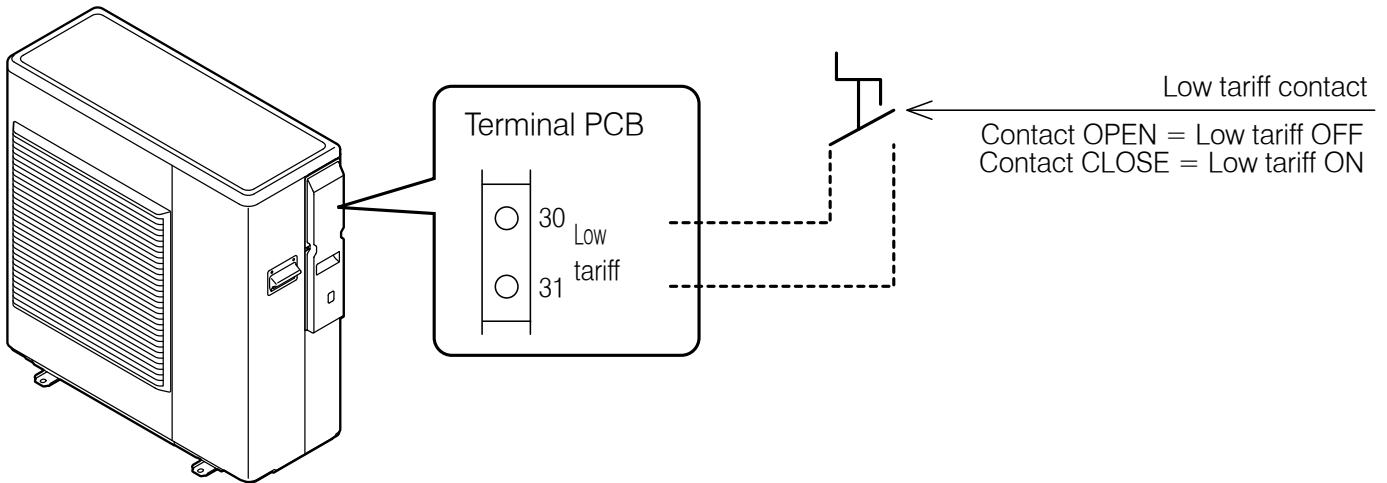 Terminal PCB
30
Low
tariff
31
Low tariff contact
Contact OPEN = Low tariff OFF
Contact CLOSE = Low tariff ON